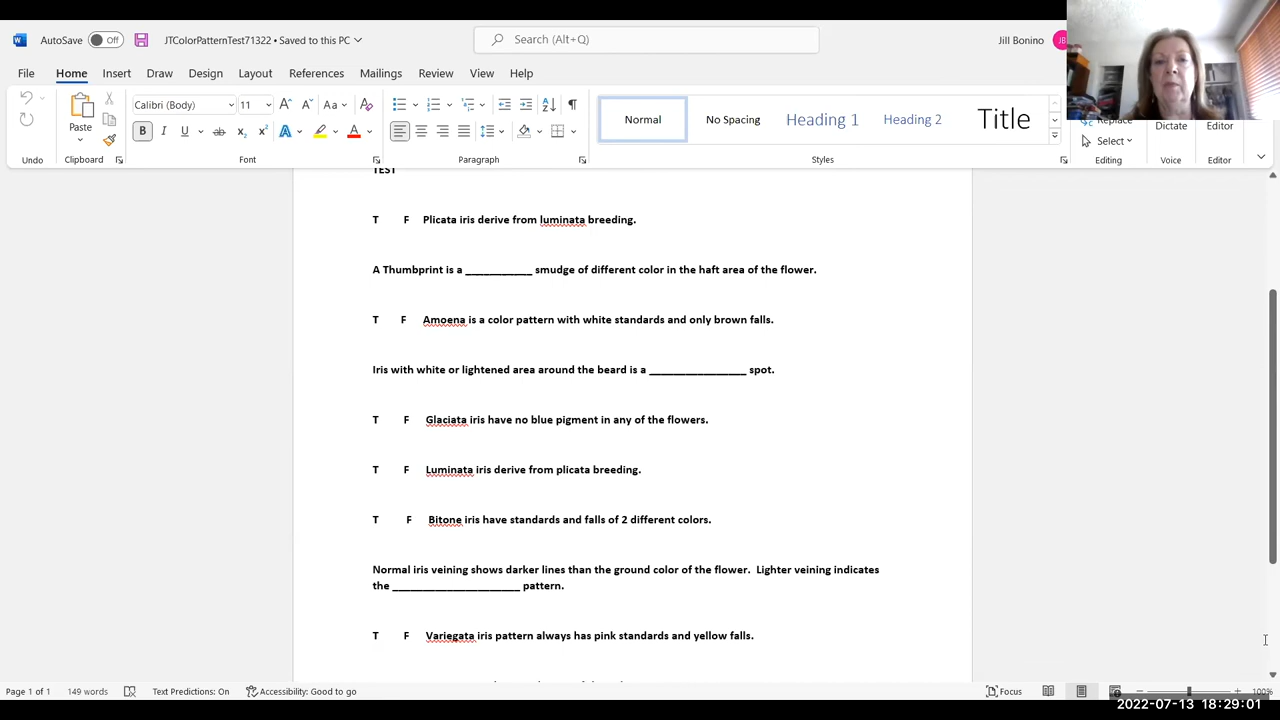 AutoSave Off JTColorPatternTest71322 • Saved to this PC Search (Alt+Q) Jill Bonino
File Home Insert Draw Design Layout References Mailings Review View Help
Calibri (Body) 11 Aa
Paste
B I U ab x₂ x² A A Normal No Spacing Heading 1 Heading 2 Title Replace Dictate Editor
Select
Undo Clipboard Font Paragraph Styles Editing Voice Editor
TEST
T F Plicata iris derive from luminata breeding.
A Thumbprint is a ___________ smudge of different color in the haft area of the flower.
T F Amoena is a color pattern with white standards and only brown falls.
Iris with white or lightened area around the beard is a ________________ spot.
T F Glaciata iris have no blue pigment in any of the flowers.
T F Luminata iris derive from plicata breeding.
T F Bitone iris have standards and falls of 2 different colors.
Normal iris veining shows darker lines than the ground color of the flower. Lighter veining indicates
the _____________________ pattern.
T F Variegata iris pattern always has pink standards and yellow falls.
Page 1 of 1 149 words Text Predictions: On Accessibility: Good to go Focus 100%
2022-07-13 18:29:01